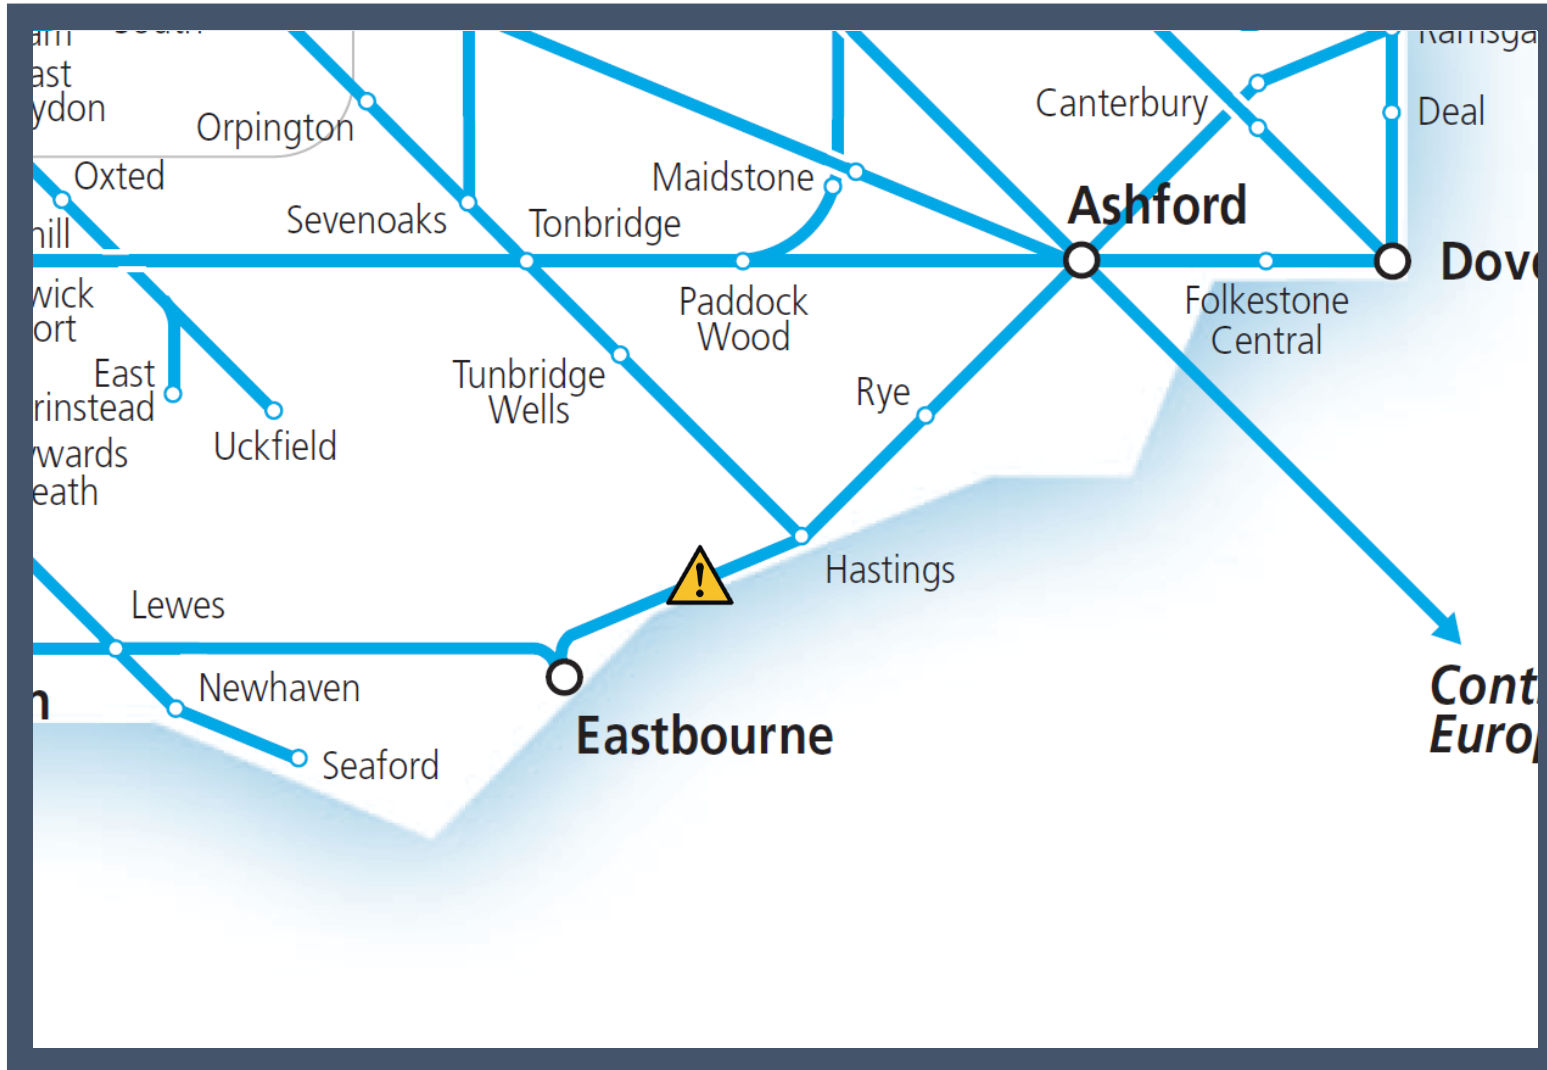 ydon
Orpington
Oxted
Canterbury
Deal
Maidstone
Sevenoaks
Tonbridge
Ashford
Paddock
Wood
Folkestone
Central
East
Tunbridge
Wells
Rye
Uckfield
Hastings
Lewes
Newhaven
Eastbourne
Seaford